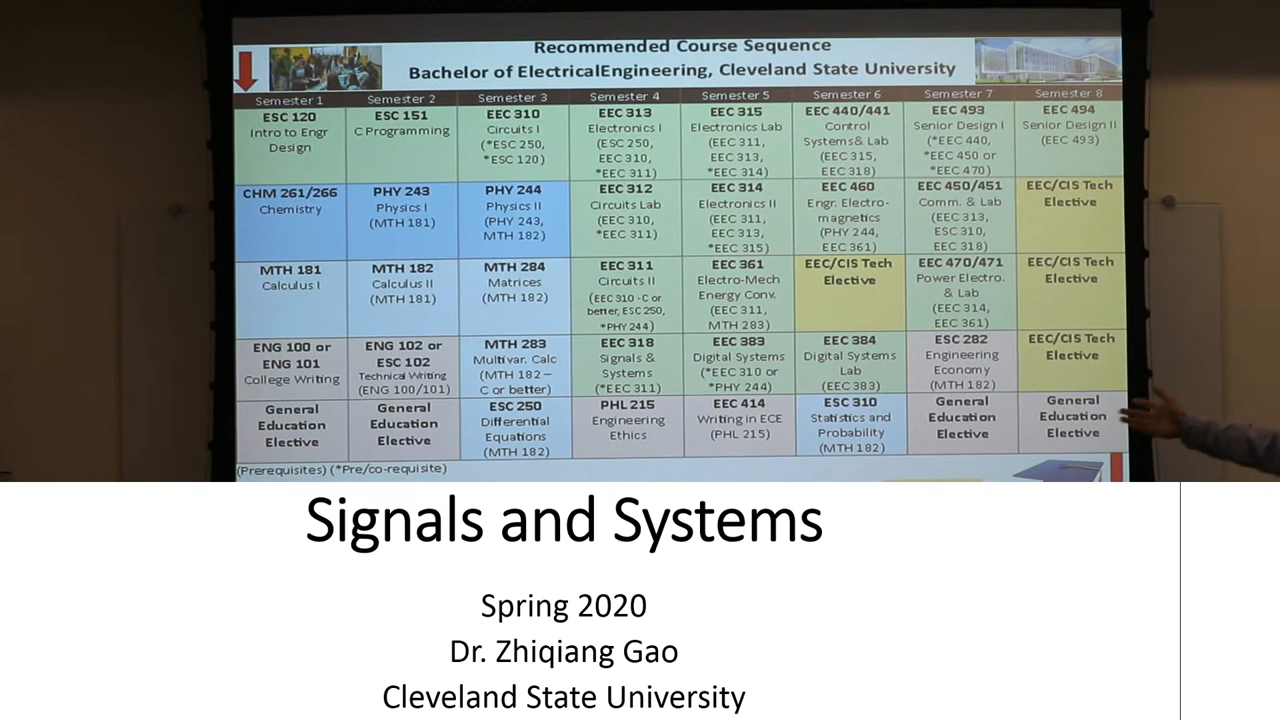 Recommended Course Sequence
Bachelor of ElectricalEngineering, Cleveland State University
Semester 1
Semester 2
Semester 3
Semester 4
Semester 5
Semester 6
Semester 7
Semester 8
ESC 120
Intro to Engr
Design
ESC 151
C Programming
EEC 310
Circuits I
(*ESC 250,
*ESC 120)
EEC 313
Electronics I
(ESC 250,
EEC 310,
*EEC 311)
EEC 315
Electronics Lab
(EEC 311,
EEC 313,
*EEC 314)
EEC 440/441
Control
Systems& Lab
(EEC 315,
EEC 318)
EEC 493
Senior Design I
(*EEC 440,
*EEC 450 or
*EEC 470)
EEC 494
Senior Design II
(EEC 493)
CHM 261/266
Chemistry
PHY 243
Physics I
(MTH 181)
PHY 244
Physics II
(PHY 243,
MTH 182)
EEC 312
Circuits Lab
(EEC 310,
*EEC 311)
EEC 314
Electronics II
(EEC 311,
EEC 313,
*EEC 315)
EEC 460
Engr. Electro-
magnetics
(PHY 244,
EEC 361)
EEC 450/451
Comm. & Lab
(EEC 313,
ESC 310,
EEC 318)
EEC/CIS Tech
Elective
MTH 181
Calculus I
MTH 182
Calculus II
(MTH 181)
MTH 284
Matrices
(MTH 182)
EEC 311
Circuits II
(EEC 310 -C or
better, ESC 250,
*PHY 244)
EEC 361
Electro-Mech
Energy Conv.
(EEC 311,
MTH 283)
EEC/CIS Tech
Elective
EEC 470/471
Power Electro.
& Lab
(EEC 314,
EEC 361)
EEC/CIS Tech
Elective
ENG 100 or
ENG 101
College Writing
ENG 102 or
ESC 102
Technical Writing
(ENG 100/101)
MTH 283
Multivar. Calc
(MTH 182 –
C or better)
EEC 318
Signals &
Systems
(*EEC 311)
EEC 383
Digital Systems
(*EEC 310 or
*PHY 244)
EEC 384
Digital Systems
Lab
(EEC 383)
ESC 282
Engineering
Economy
(MTH 182)
EEC/CIS Tech
Elective
General
Education
Elective
General
Education
Elective
ESC 250
Differential
Equations
(MTH 182)
PHL 215
Engineering
Ethics
EEC 414
Writing in ECE
(PHL 215)
ESC 310
Statistics and
Probability
(MTH 182)
General
Education
Elective
General
Education
Elective
(Prerequisites) (*Pre/co-requisite)
Signals and Systems
Spring 2020
Dr. Zhiqiang Gao
Cleveland State University